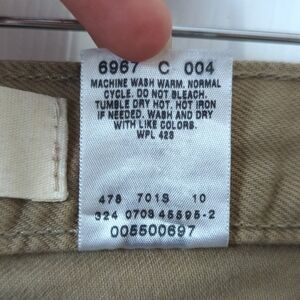 6967 C 004
MACHINE WASH WARM. NORMAL
CYCLE. DO NOT BLEACH.
TUMBLE DRY HOT. HOT IRON
IF NEEDED. WASH AND DRY
WITH LIKE COLORS.
WPL 423
478 701S 10
324 0703 45595-2
005500697